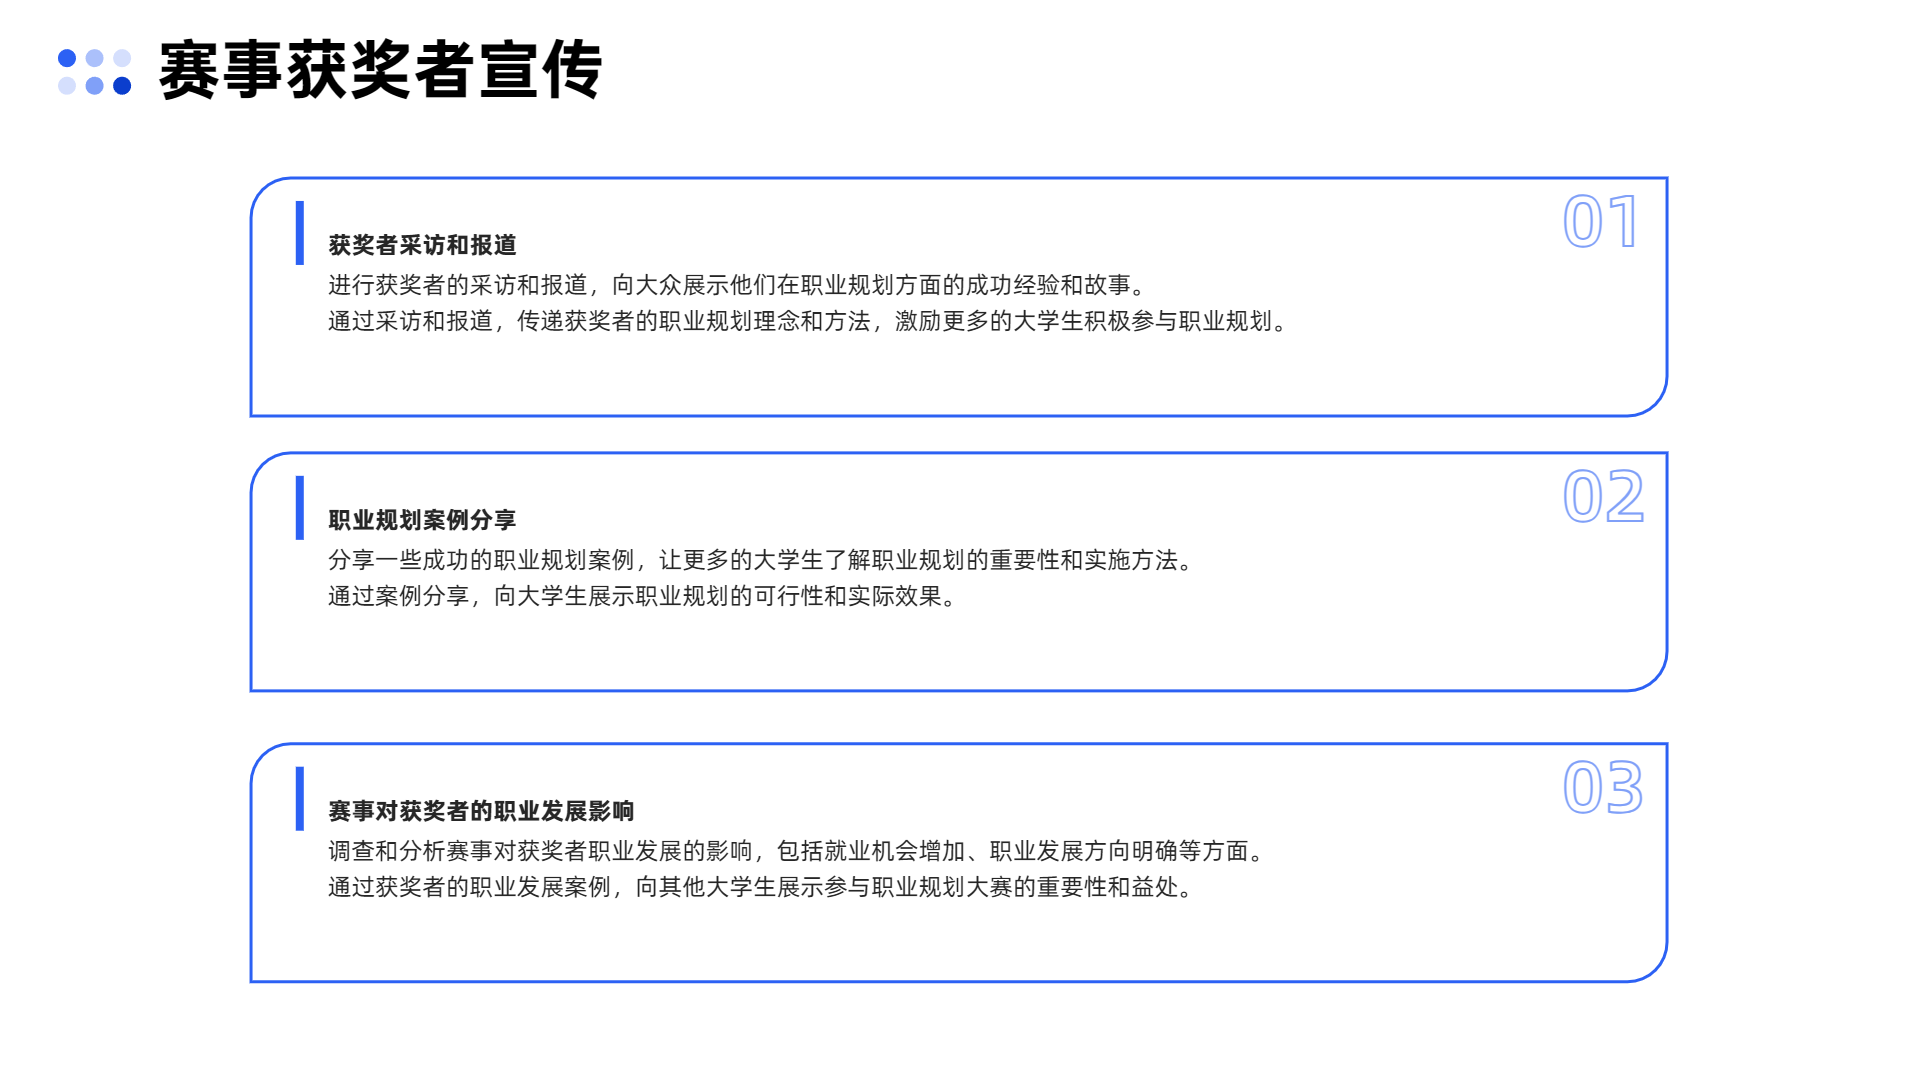 赛事获奖者宣传
01
获奖者采访和报道
进行获奖者的采访和报道，向大众展示他们在职业规划方面的成功经验和故事。
通过采访和报道，传递获奖者的职业规划理念和方法，激励更多的大学生积极参与职业规划。
02
职业规划案例分享
分享一些成功的职业规划案例，让更多的大学生了解职业规划的重要性和实施方法。
通过案例分享，向大学生展示职业规划的可行性和实际效果。
03
赛事对获奖者的职业发展影响
调查和分析赛事对获奖者职业发展的影响，包括就业机会增加、职业发展方向明确等方面。
通过获奖者的职业发展案例，向其他大学生展示参与职业规划大赛的重要性和益处。